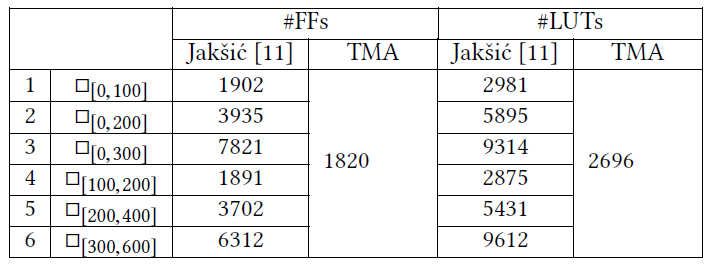 #FFs #LUTs
Jakšić [11] TMA Jakšić [11] TMA
1 □[0,100] 1902 2981
2 □[0,200] 3935 5895
3 □[0,300] 7821 9314
1820 2696
4 □[100,200] 1891 2875
5 □[200,400] 3702 5431
6 □[300,600] 6312 9612